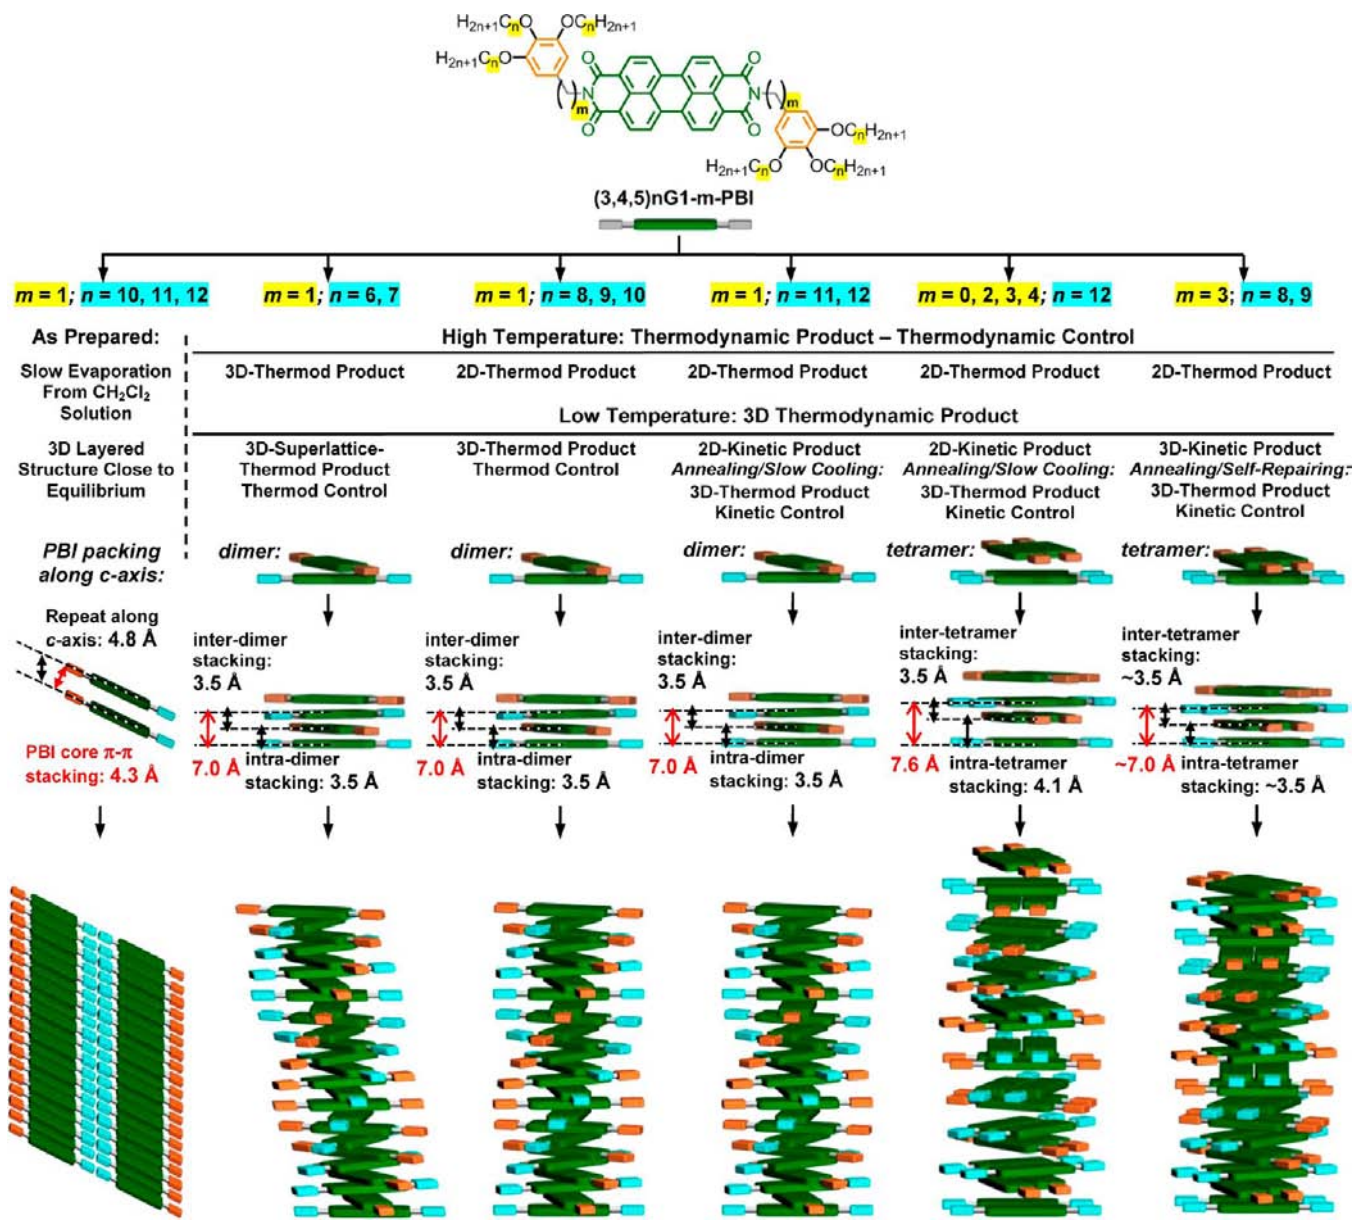 H2n+1CnO OCnH2n+1
H2n+1CnO
O O
N N
m m
O O
OCnH2n+1
H2n+1CnO OCnH2n+1
(3,4,5)nG1-m-PBI
m = 1; n = 10, 11, 12
m = 1; n = 6, 7
m = 1; n = 8, 9, 10
m = 1; n = 11, 12
m = 0, 2, 3, 4; n = 12
m = 3; n = 8, 9
As Prepared:
Slow Evaporation
From CH2Cl2
Solution
3D Layered
Structure Close to
Equilibrium
High Temperature: Thermodynamic Product – Thermodynamic Control
3D-Thermod Product
2D-Thermod Product
2D-Thermod Product
2D-Thermod Product
2D-Thermod Product
Low Temperature: 3D Thermodynamic Product
3D-Superlattice-
Thermod Product
Thermod Control
3D-Thermod Product
Thermod Control
2D-Kinetic Product
Annealing/Slow Cooling:
3D-Thermod Product
Kinetic Control
2D-Kinetic Product
Annealing/Slow Cooling:
3D-Thermod Product
Kinetic Control
3D-Kinetic Product
Annealing/Self-Repairing:
3D-Thermod Product
Kinetic Control
PBI packing
along c-axis:
dimer:
dimer:
dimer:
tetramer:
tetramer:
Repeat along
c-axis: 4.8 Å
PBI core π-π
stacking: 4.3 Å
inter-dimer
stacking:
3.5 Å
7.0 Å
intra-dimer
stacking: 3.5 Å
inter-dimer
stacking:
3.5 Å
7.0 Å
intra-dimer
stacking: 3.5 Å
inter-dimer
stacking:
3.5 Å
7.0 Å
intra-dimer
stacking: 3.5 Å
inter-tetramer
stacking:
3.5 Å
7.6 Å
intra-tetramer
stacking: 4.1 Å
inter-tetramer
stacking:
~3.5 Å
~7.0 Å
intra-tetramer
stacking: ~3.5 Å